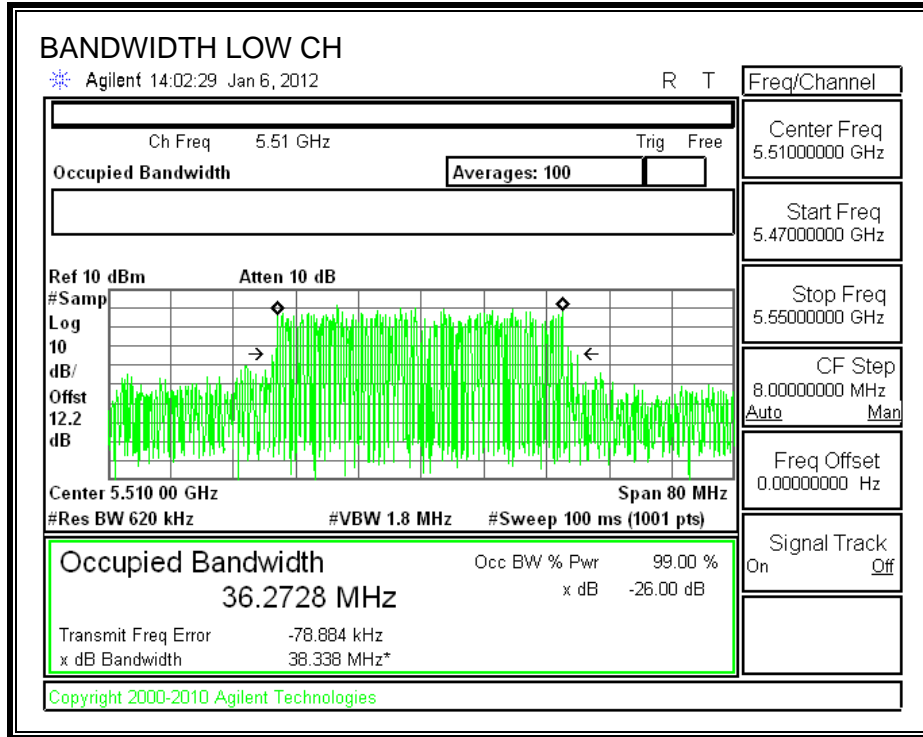 BANDWIDTH LOW CH
Agilent 14:02:29 Jan 6, 2012 R T
Freq/Channel
Ch Freq 5.51 GHz Trig Free
Occupied Bandwidth Averages: 100
Ref 10 dBm Atten 10 dB
#Samp
Log
10
dB/
Offst
12.2
dB
Center 5.510 00 GHz Span 80 MHz
#Res BW 620 kHz #VBW 1.8 MHz #Sweep 100 ms (1001 pts)
Occupied Bandwidth Occ BW % Pwr 99.00 %
36.2728 MHz x dB -26.00 dB
Transmit Freq Error -78.884 kHz
x dB Bandwidth 38.338 MHz*
Copyright 2000-2010 Agilent Technologies
Center Freq
5.51000000 GHz
Start Freq
5.47000000 GHz
Stop Freq
5.55000000 GHz
CF Step
8.00000000 MHz
Auto Man
Freq Offset
0.00000000 Hz
Signal Track
On Off